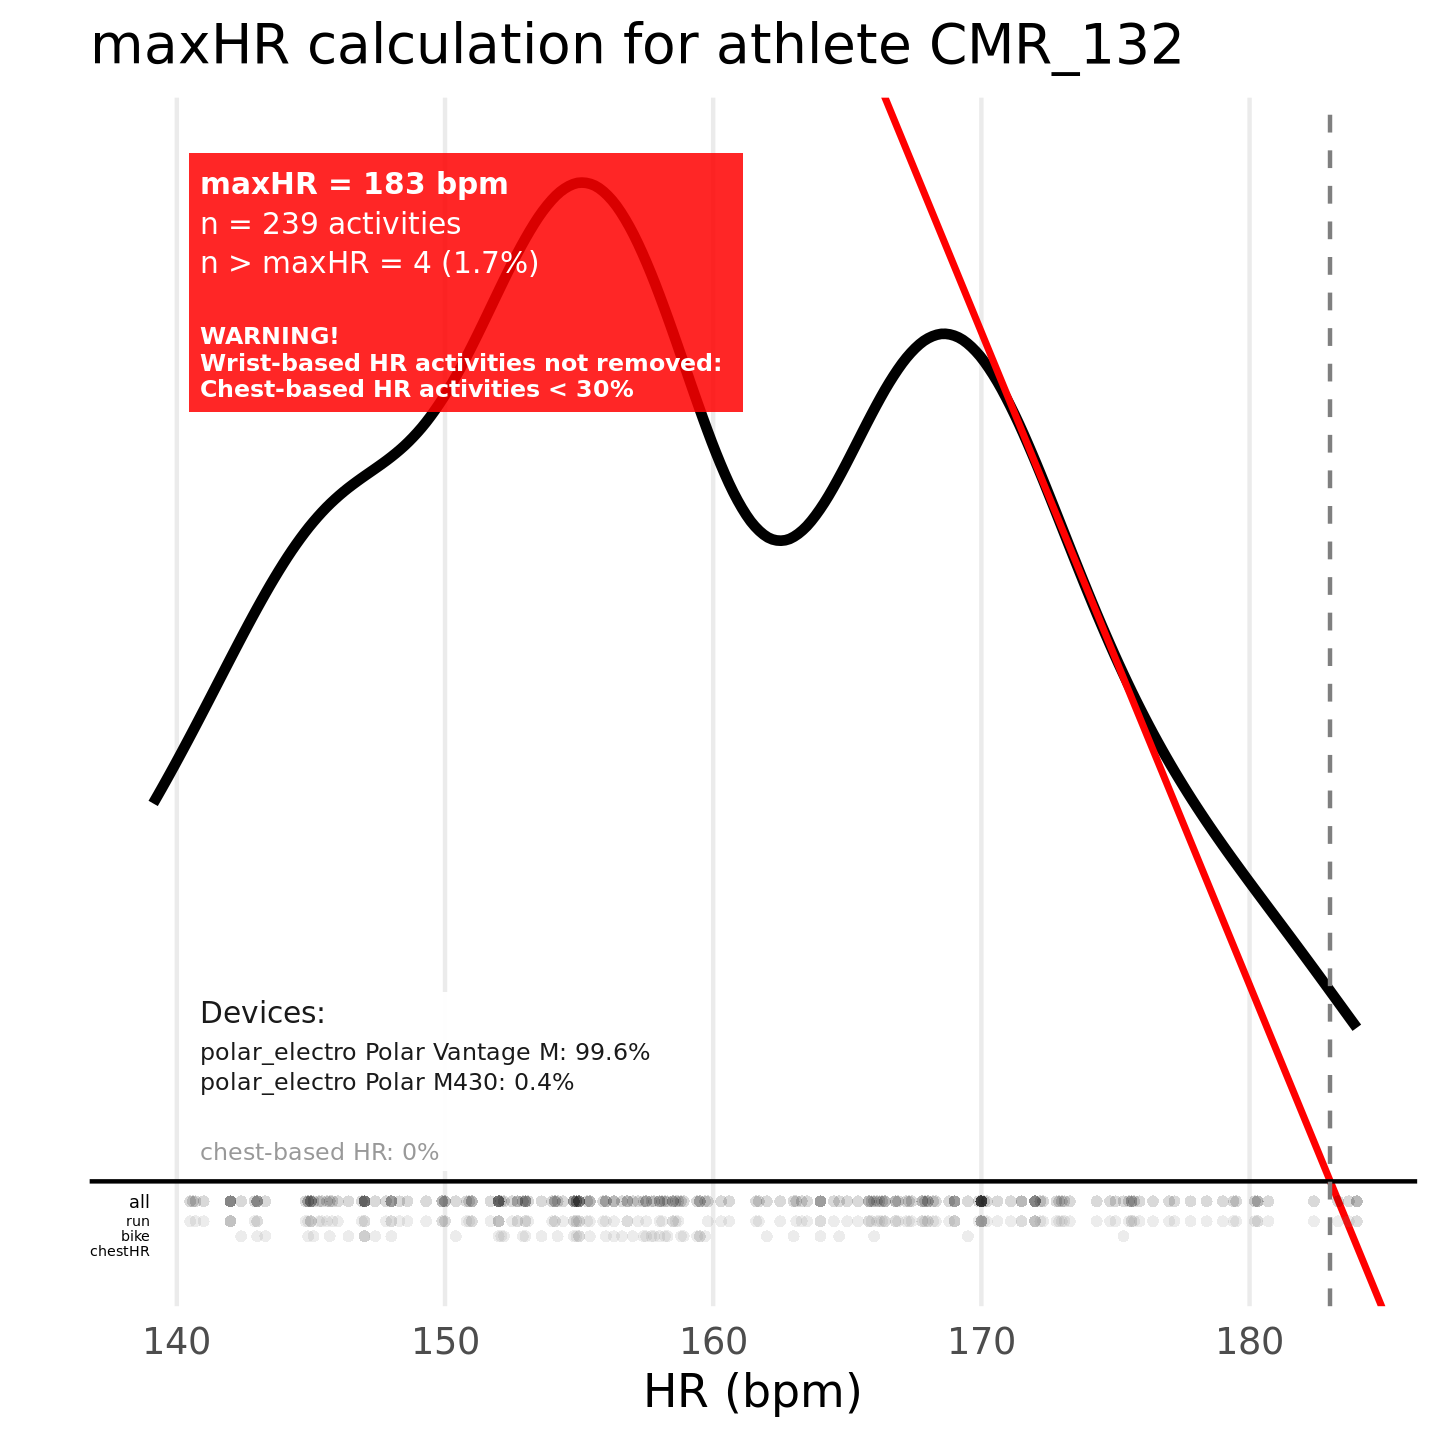 maxHR calculation for athlete CMR_132
maxHR = 183 bpm
n = 239 activities
n > maxHR = 4 (1.7%)
WARNING!
Wrist-based HR activities not removed:
Chest-based HR activities < 30%
Devices:
polar_electro Polar Vantage M: 99.6%
polar_electro Polar M430: 0.4%
chest-based HR: 0%
all
run
bike
chestHR
140 150 160 170 180
HR (bpm)